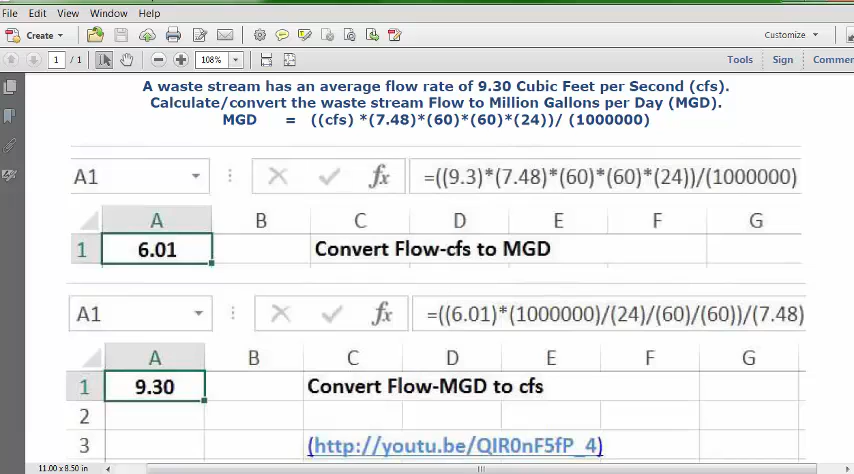 File Edit View Window Help
Create Customize
1 / 1 108% Tools Sign Commen
A waste stream has an average flow rate of 9.30 Cubic Feet per Second (cfs).
Calculate/convert the waste stream Flow to Million Gallons per Day (MGD).
MGD = ((cfs) *(7.48)*(60)*(60)*(24))/ (1000000)
A1 fx =((9.3)*(7.48)*(60)*(60)*(24))/(1000000)
A B C D E F G
1 6.01 Convert Flow-cfs to MGD
A1 fx =((6.01)*(1000000)/(24)/(60)/(60))/(7.48)
A B C D E F G
1 9.30 Convert Flow-MGD to cfs
2
3 (http://youtu.be/QIR0nF5fP_4)
11.00 x 8.50 in